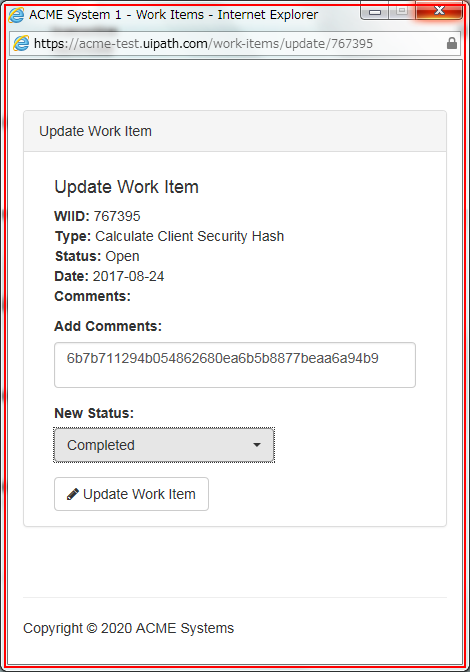 ACME System 1 - Work Items - Internet Explorer
https://acme-test.uipath.com/work-items/update/767395
Update Work Item
Update Work Item
WIID: 767395
Type: Calculate Client Security Hash
Status: Open
Date: 2017-08-24
Comments:
Add Comments:
6b7b711294b054862680ea6b5b8877beaa6a94b9
New Status:
Completed
Update Work Item
Copyright © 2020 ACME Systems